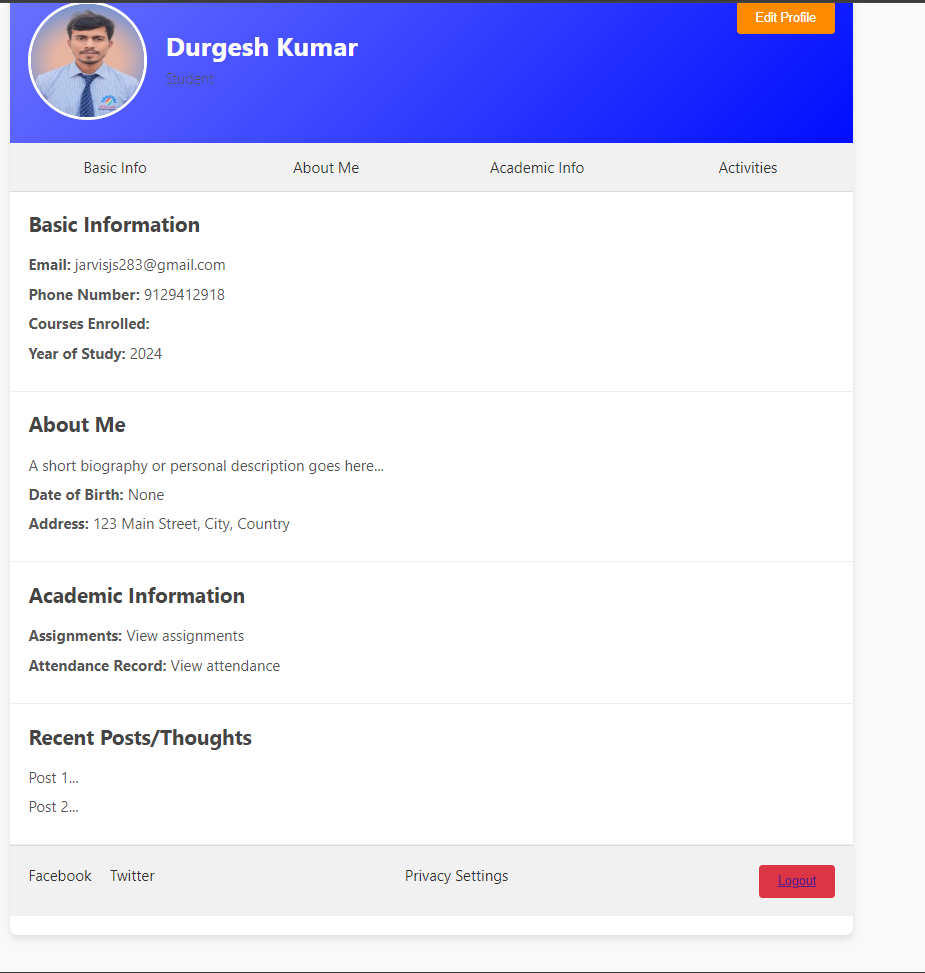 Edit Profile
Durgesh Kumar
Student
Basic Info
About Me
Academic Info
Activities
Basic Information
Email: jarvisjs283@gmail.com
Phone Number: 9129412918
Courses Enrolled:
Year of Study: 2024
About Me
A short biography or personal description goes here...
Date of Birth: None
Address: 123 Main Street, City, Country
Academic Information
Assignments: View assignments
Attendance Record: View attendance
Recent Posts/Thoughts
Post 1...
Post 2...
Facebook
Twitter
Privacy Settings
Logout